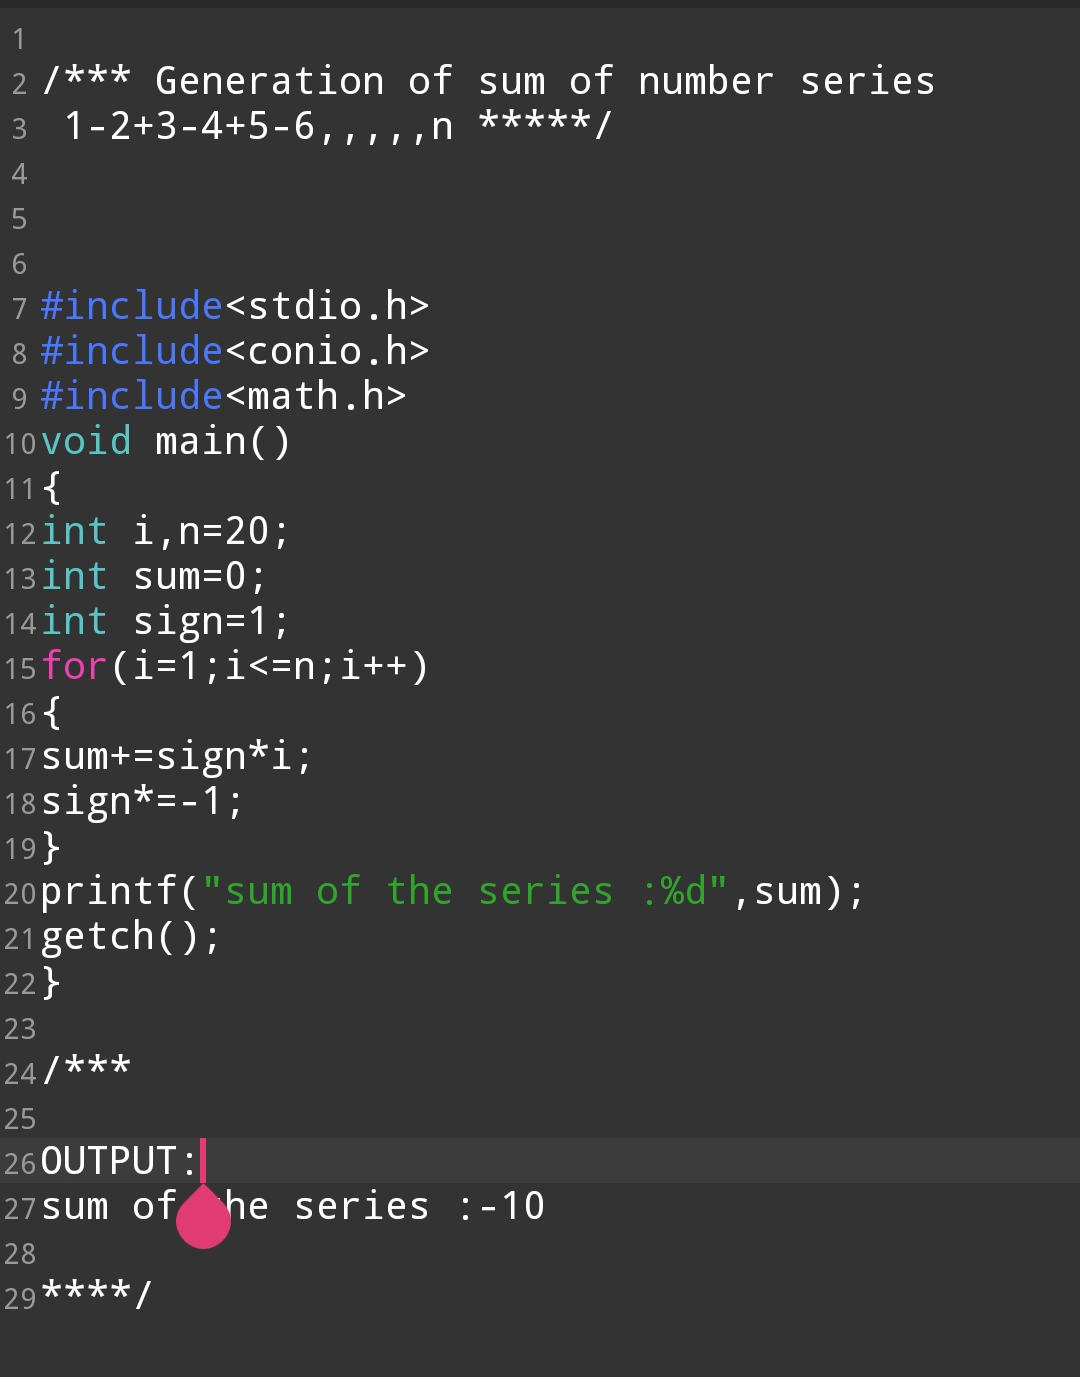 1
2 /*** Generation of sum of number series
3  1-2+3-4+5-6,,,,,n *****/
4
5
6
7 #include<stdio.h>
8 #include<conio.h>
9 #include<math.h>
10 void main()
11 {
12 int i,n=20;
13 int sum=0;
14 int sign=1;
15 for(i=1;i<=n;i++)
16 {
17 sum+=sign*i;
18 sign*=-1;
19 }
20 printf("sum of the series :%d",sum);
21 getch();
22 }
23
24 /***
25
26 OUTPUT:
27 sum of the series :-10
28
29 ****/